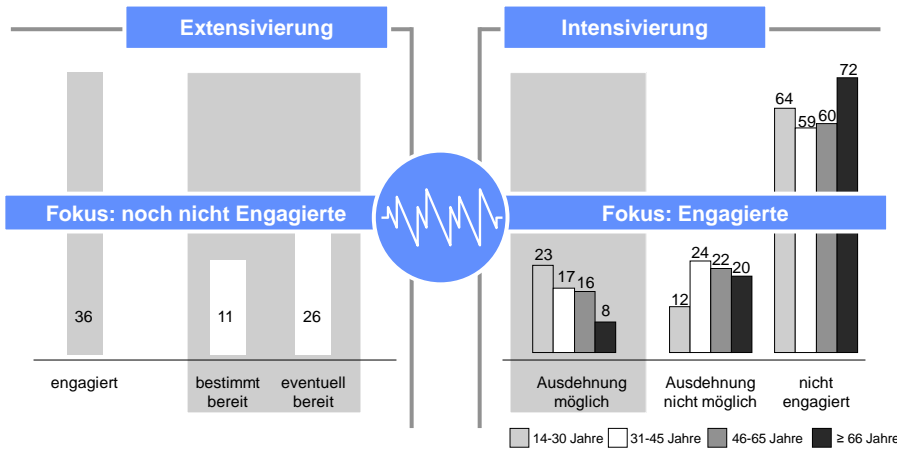 Extensivierung
Intensivierung
72
64
59
60
Fokus: noch nicht Engagierte
Fokus: Engagierte
23
17
16
8
12
24
22
20
36
11
26
engagiert
bestimmt
bereit
eventuell
bereit
Ausdehnung
möglich
Ausdehnung
nicht möglich
nicht
engagiert
14-30 Jahre
31-45 Jahre
46-65 Jahre
≥ 66 Jahre